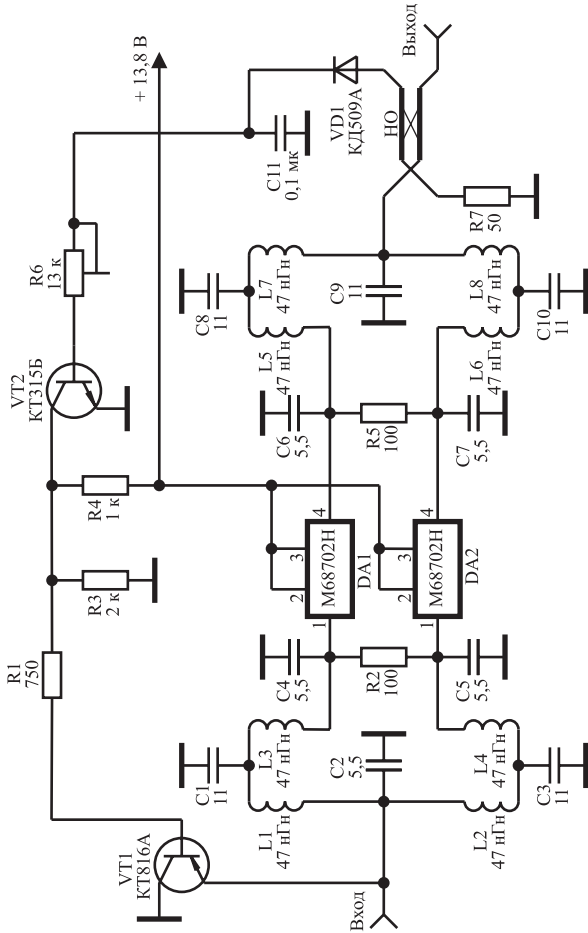 R1
750
VT2
КТ315Б
R6
13 к
R3
2 к
R4
1 к
VT1
КТ816А
+ 13,8 В
C1
11
C8
11
L1
47 нГн
L3
47 нГн
C4
5,5
C6
5,5
L5
47 нГн
L7
47 нГн
C11
0,1 мк
1
2
3
4
M68702H
DA1
C2
5,5
C9
11
VD1
КД509А
Вход
R2
100
R5
100
НО
Выход
1
2
3
4
M68702H
DA2
L2
47 нГн
L4
47 нГн
C5
5,5
C7
5,5
L6
47 нГн
L8
47 нГн
R7
50
C3
11
C10
11